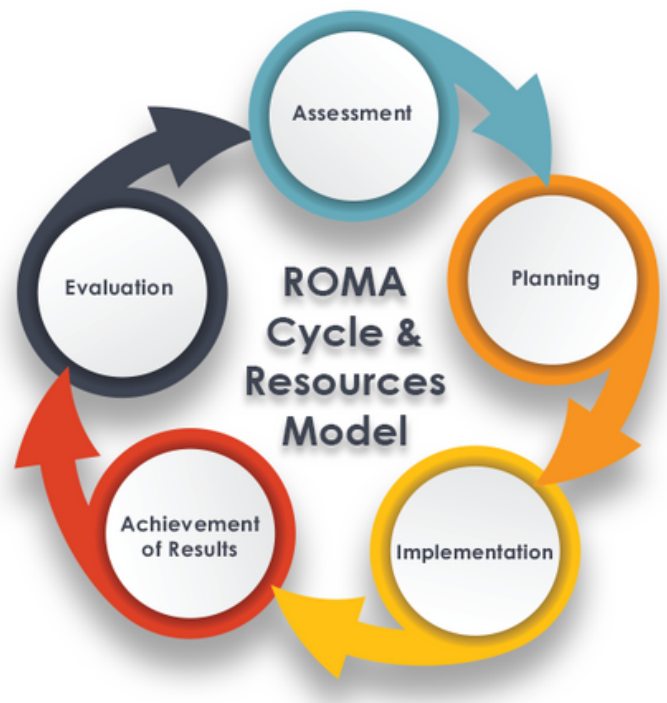 Assessment
Planning
Evaluation
ROMA
Cycle &
Resources
Model
Achievement
of Results
Implementation